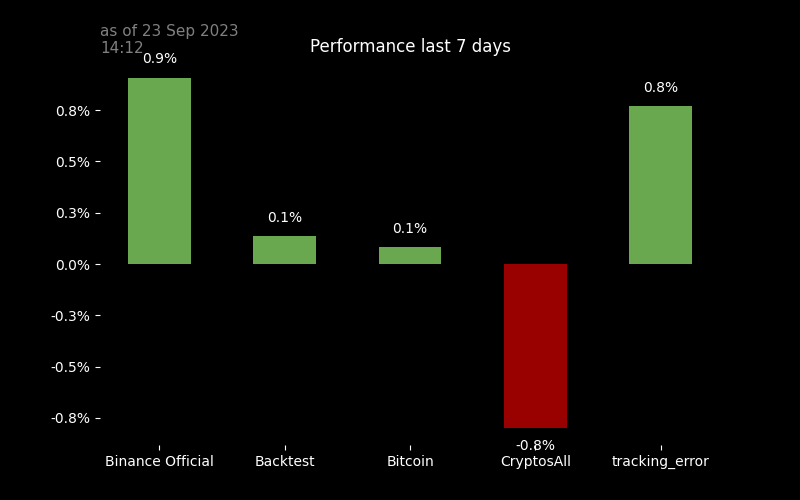 as of 23 Sep 2023
14:12
Performance last 7 days
0.9%
0.8%
0.8%
0.5%
0.3%
0.1%
0.1%
0.0%
-0.3%
-0.5%
-0.8%
-0.8%
Binance Official
Backtest
Bitcoin
CryptosAll
tracking_error